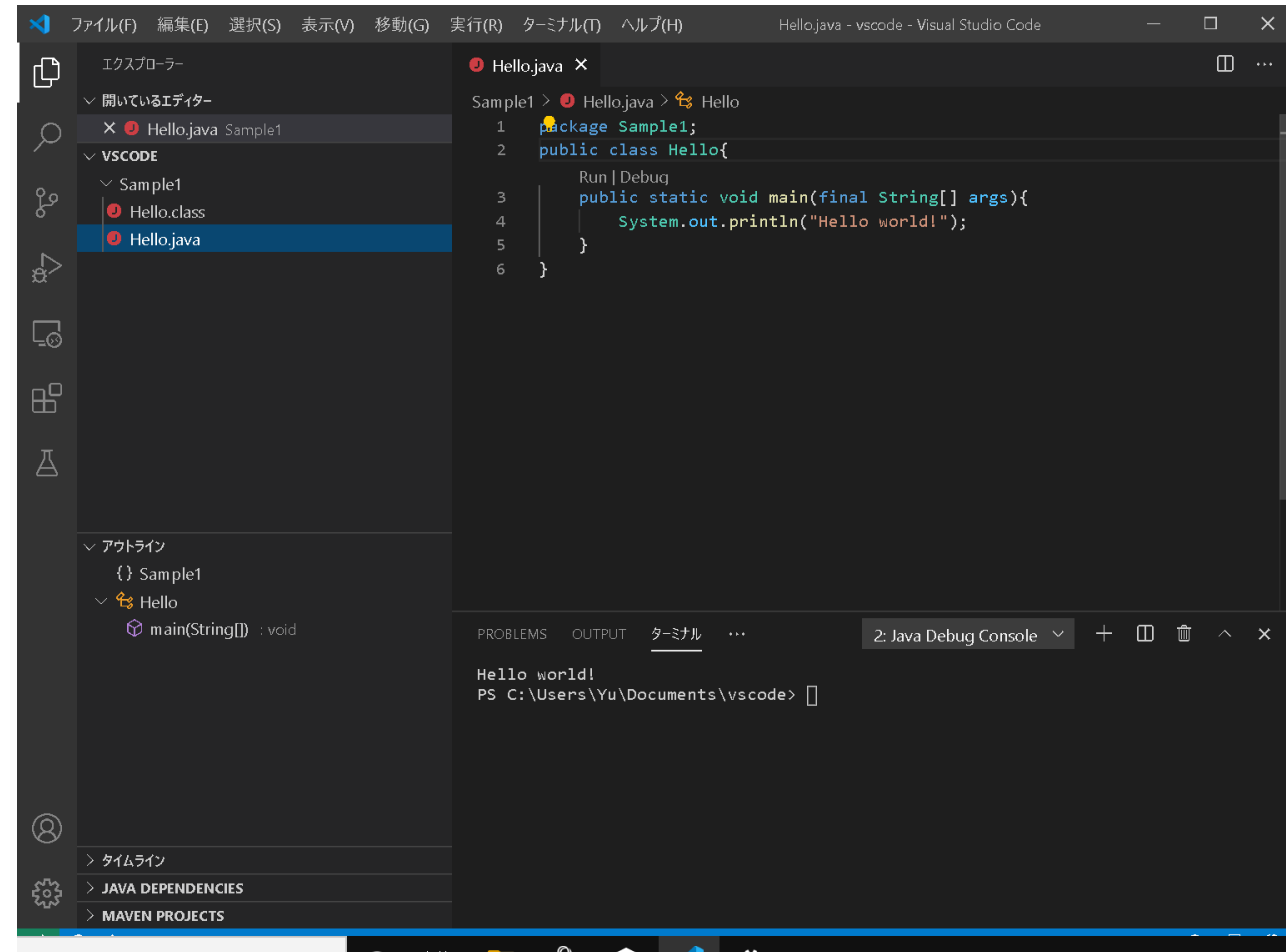 ファイル(F) 編集(E) 選択(S) 表示(V) 移動(G) 実行(R) ターミナル(T) ヘルプ(H) Hello.java - vscode - Visual Studio Code
エクスプローラー
開いているエディター
Hello.java Sample1
VSCODE
Sample1
Hello.class
Hello.java
アウトライン
{} Sample1
Hello
main(String[]) : void
タイムライン
JAVA DEPENDENCIES
MAVEN PROJECTS
Hello.java
Sample1 > Hello.java > Hello
1 package Sample1;
2 public class Hello{
Run | Debug
3 public static void main(final String[] args){
4 System.out.println("Hello world!");
5 }
6 }
PROBLEMS OUTPUT ターミナル ... 2: Java Debug Console
Hello world!
PS C:\Users\Yu\Documents\vscode>